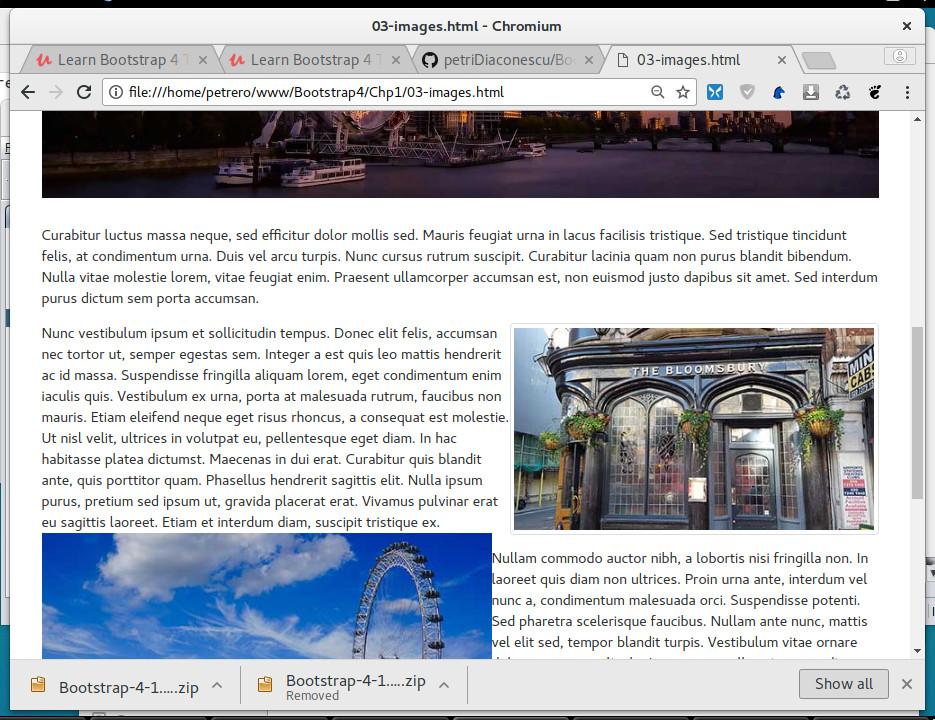 03-images.html - Chromium
Learn Bootstrap 4 T
Learn Bootstrap 4 T
petriDiaconescu/Boo
03-images.html
file:///home/petrero/www/Bootstrap4/Chp1/03-images.html
Curabitur luctus massa neque, sed efficitur dolor mollis sed. Mauris feugiat urna in lacus facilisis tristique. Sed tristique tincidunt
felis, at condimentum urna. Duis vel arcu turpis. Nunc cursus rutrum suscipit. Curabitur lacinia quam non purus blandit bibendum.
Nulla vitae molestie lorem, vitae feugiat enim. Praesent ullamcorper accumsan est, non euismod justo dapibus sit amet. Sed interdum
purus dictum sem porta accumsan.
Nunc vestibulum ipsum et sollicitudin tempus. Donec elit felis, accumsan
nec tortor ut, semper egestas sem. Integer a est quis leo mattis hendrerit
ac id massa. Suspendisse fringilla aliquam lorem, eget condimentum enim
iaculis quis. Vestibulum ex urna, porta at malesuada rutrum, faucibus non
mauris. Etiam eleifend neque eget risus rhoncus, a consequat est molestie.
Ut nisl velit, ultrices in volutpat eu, pellentesque eget diam. In hac
habitasse platea dictumst. Maecenas in dui erat. Curabitur quis blandit
ante, quis porttitor quam. Phasellus hendrerit sagittis elit. Nulla ipsum
purus, pretium sed ipsum ut, gravida placerat erat. Vivamus pulvinar erat
eu sagittis laoreet. Etiam et interdum diam, suscipit tristique ex.
THE BLOOMSBURY
MINI
CABS
Nullam commodo auctor nibh, a lobortis nisi fringilla non. In
laoreet quis diam non ultrices. Proin urna ante, interdum vel
nunc a, condimentum malesuada orci. Suspendisse potenti.
Sed pharetra scelerisque faucibus. Nullam ante nunc, mattis
vel elit sed, tempor blandit turpis. Vestibulum vitae ornare
Bootstrap-4-1.....zip
Bootstrap-4-1.....zip
Removed
Show all